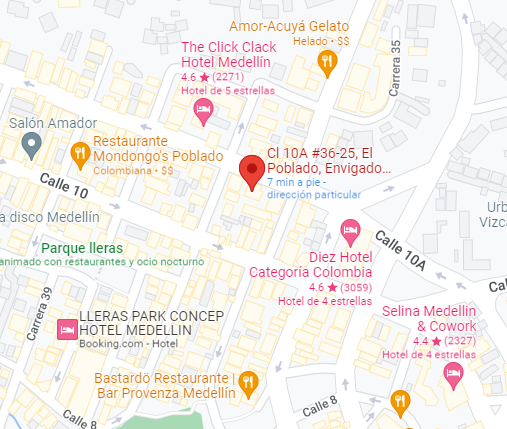 Amor-Acuyá Gelato
Helado • $$
Carrera 35
The Click Clack
Hotel Medellín
4.6 ★ (2271)
Hotel de 5 estrellas
Salón Amador
Restaurante
Mondongo's Poblado
Colombiana • $$
Cl 10A #36-25, El
Poblado, Envigado...
7 min a pie -
dirección particular
Calle 10
a disco Medellín
Urb
Vizca
Parque lleras
animado con restaurantes y ocio nocturno
Calle 10A
Diez Hotel
Categoría Colombia
4.6 ★ (3059)
Hotel de 4 estrellas
Cal
Carrera 39
LLERAS PARK CONCEP
HOTEL MEDELLIN
Booking.com - Hotel
Selina Medellin
& Cowork
4.4 ★ (2327)
Hotel de 4 estrellas
Bastardö Restaurante |
Bar Provenza Medellín
Calle 8
Calle 8